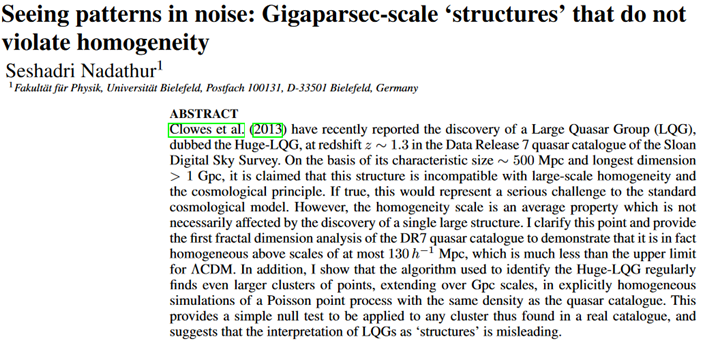 Seeing patterns in noise: Gigaparsec-scale ‘structures’ that do not
violate homogeneity
Seshadri Nadathur¹
¹Fakultät für Physik, Universität Bielefeld, Postfach 100131, D-33501 Bielefeld, Germany
ABSTRACT
Clowes et al. (2013) have recently reported the discovery of a Large Quasar Group (LQG),
dubbed the Huge-LQG, at redshift z ∼ 1.3 in the Data Release 7 quasar catalogue of the Sloan
Digital Sky Survey. On the basis of its characteristic size ∼ 500 Mpc and longest dimension
> 1 Gpc, it is claimed that this structure is incompatible with large-scale homogeneity and
the cosmological principle. If true, this would represent a serious challenge to the standard
cosmological model. However, the homogeneity scale is an average property which is not
necessarily affected by the discovery of a single large structure. I clarify this point and provide
the first fractal dimension analysis of the DR7 quasar catalogue to demonstrate that it is in fact
homogeneous above scales of at most 130 h⁻¹ Mpc, which is much less than the upper limit
for ΛCDM. In addition, I show that the algorithm used to identify the Huge-LQG regularly
finds even larger clusters of points, extending over Gpc scales, in explicitly homogeneous
simulations of a Poisson point process with the same density as the quasar catalogue. This
provides a simple null test to be applied to any cluster thus found in a real catalogue, and
suggests that the interpretation of LQGs as ‘structures’ is misleading.